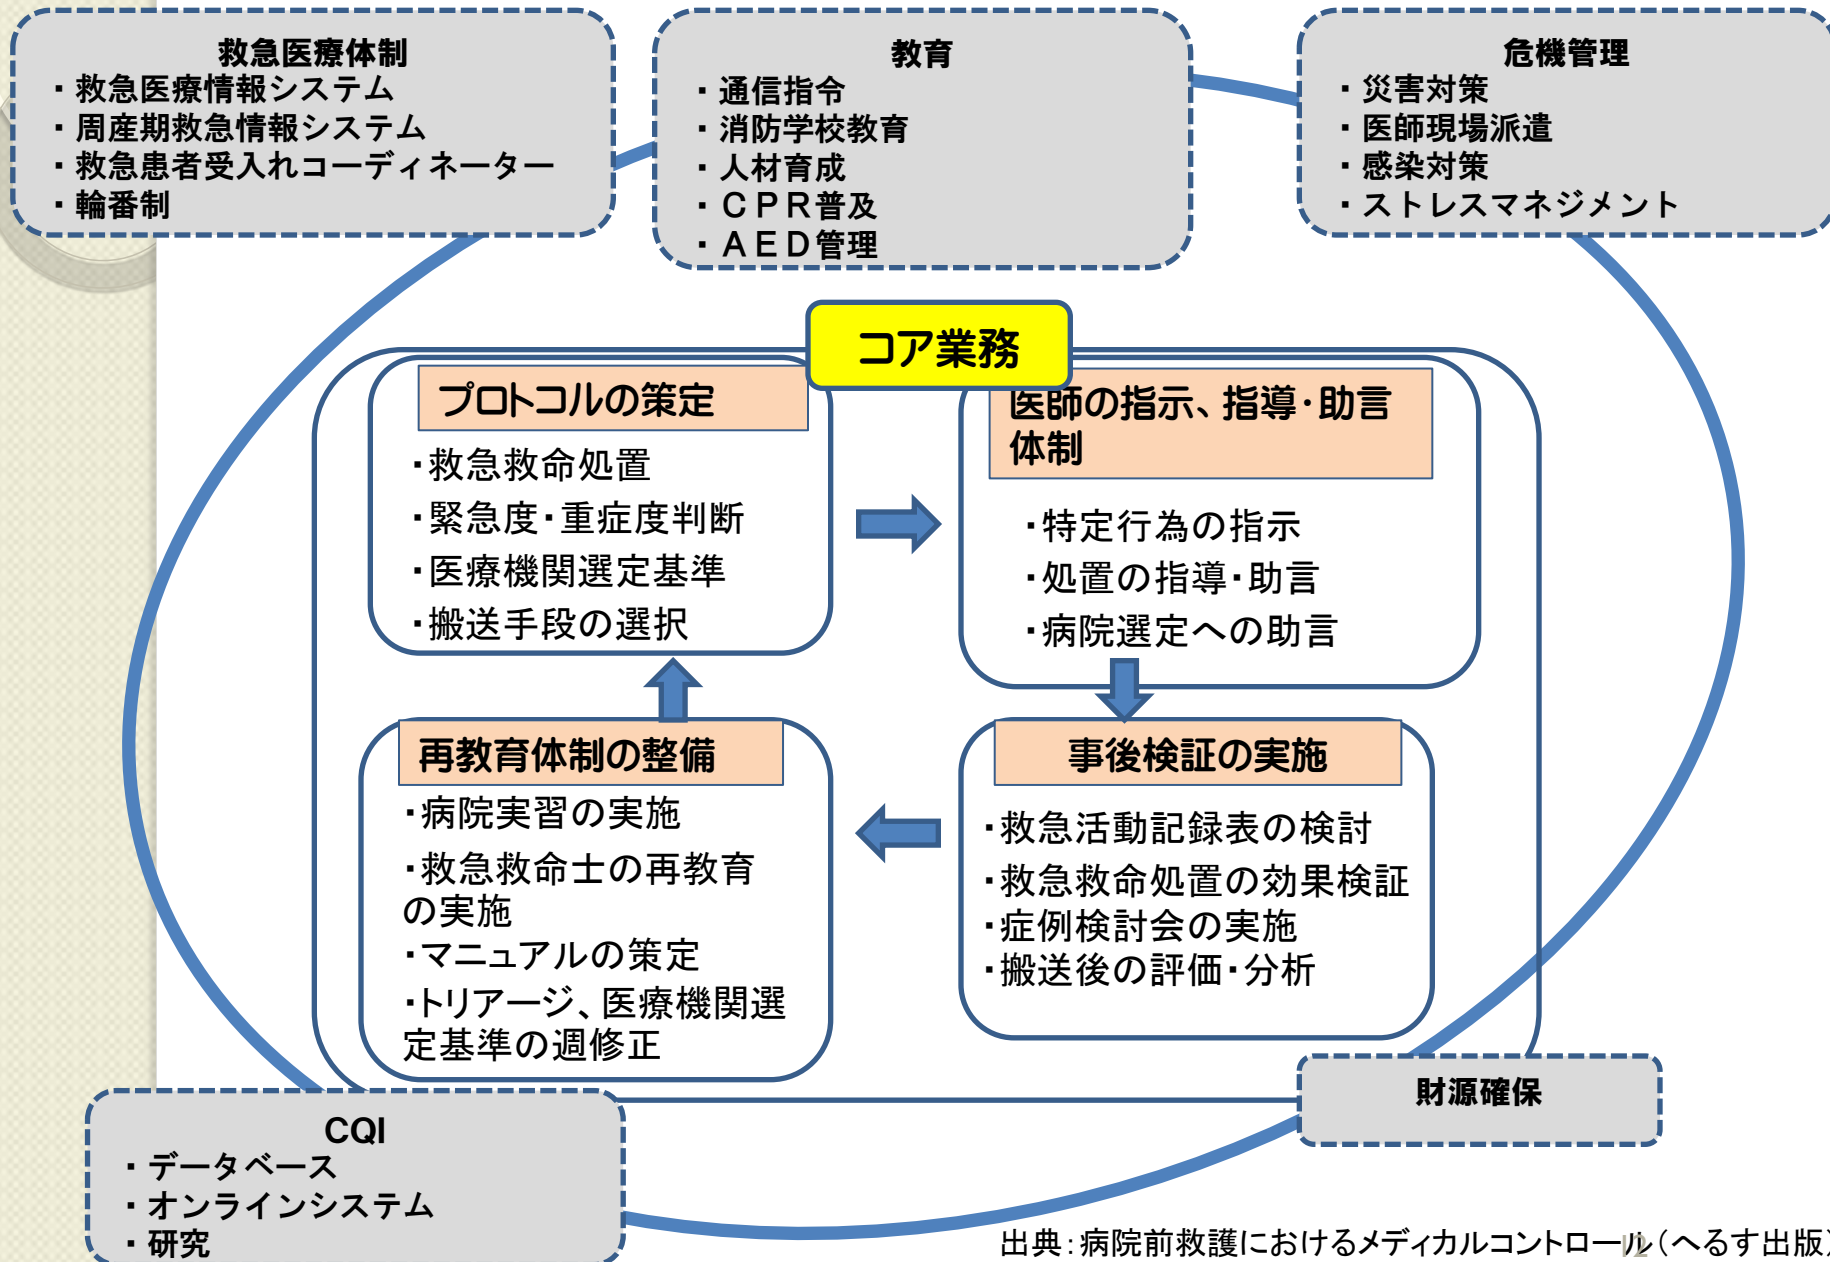 救急医療体制
・救急医療情報システム
・周産期救急情報システム
・救急患者受入れコーディネーター
・輪番制
教育
・通信指令
・消防学校教育
・人材育成
・ＣＰＲ普及
・ＡＥＤ管理
危機管理
・災害対策
・医師現場派遣
・感染対策
・ストレスマネジメント
コア業務
プロトコルの策定
・救急救命処置
・緊急度・重症度判断
・医療機関選定基準
・搬送手段の選択
医師の指示、指導・助言
体制
・特定行為の指示
・処置の指導・助言
・病院選定への助言
再教育体制の整備
・病院実習の実施
・救急救命士の再教育
の実施
・マニュアルの策定
・トリアージ、医療機関選
定基準の週修正
事後検証の実施
・救急活動記録表の検討
・救急救命処置の効果検証
・症例検討会の実施
・搬送後の評価・分析
CQI
・データベース
・オンラインシステム
・研究
財源確保
出典：病院前救護におけるメディカルコントロール（へるす出版）
12